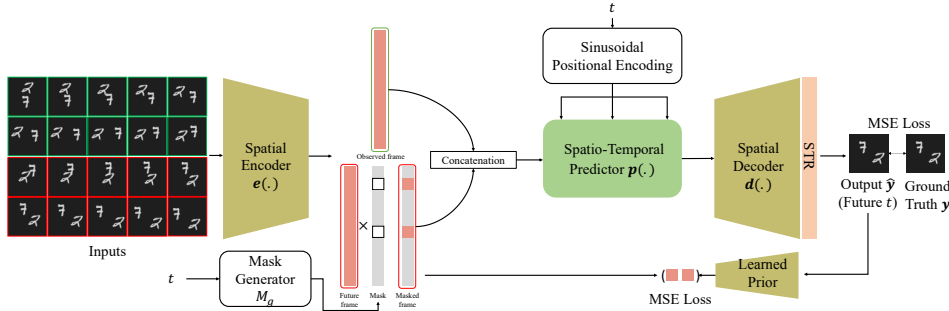 t
Sinusoidal
Positional Encoding
Inputs
Spatial
Encoder
e(.)
Observed frame
Concatenation
Spatio-Temporal
Predictor p(.)
Spatial
Decoder
d(.)
STR
MSE Loss
Output ŷ
(Future t)
Ground
Truth y
×
t
Mask
Generator
M_g
Future
frame
Mask
Masked
frame
( )
MSE Loss
Learned
Prior